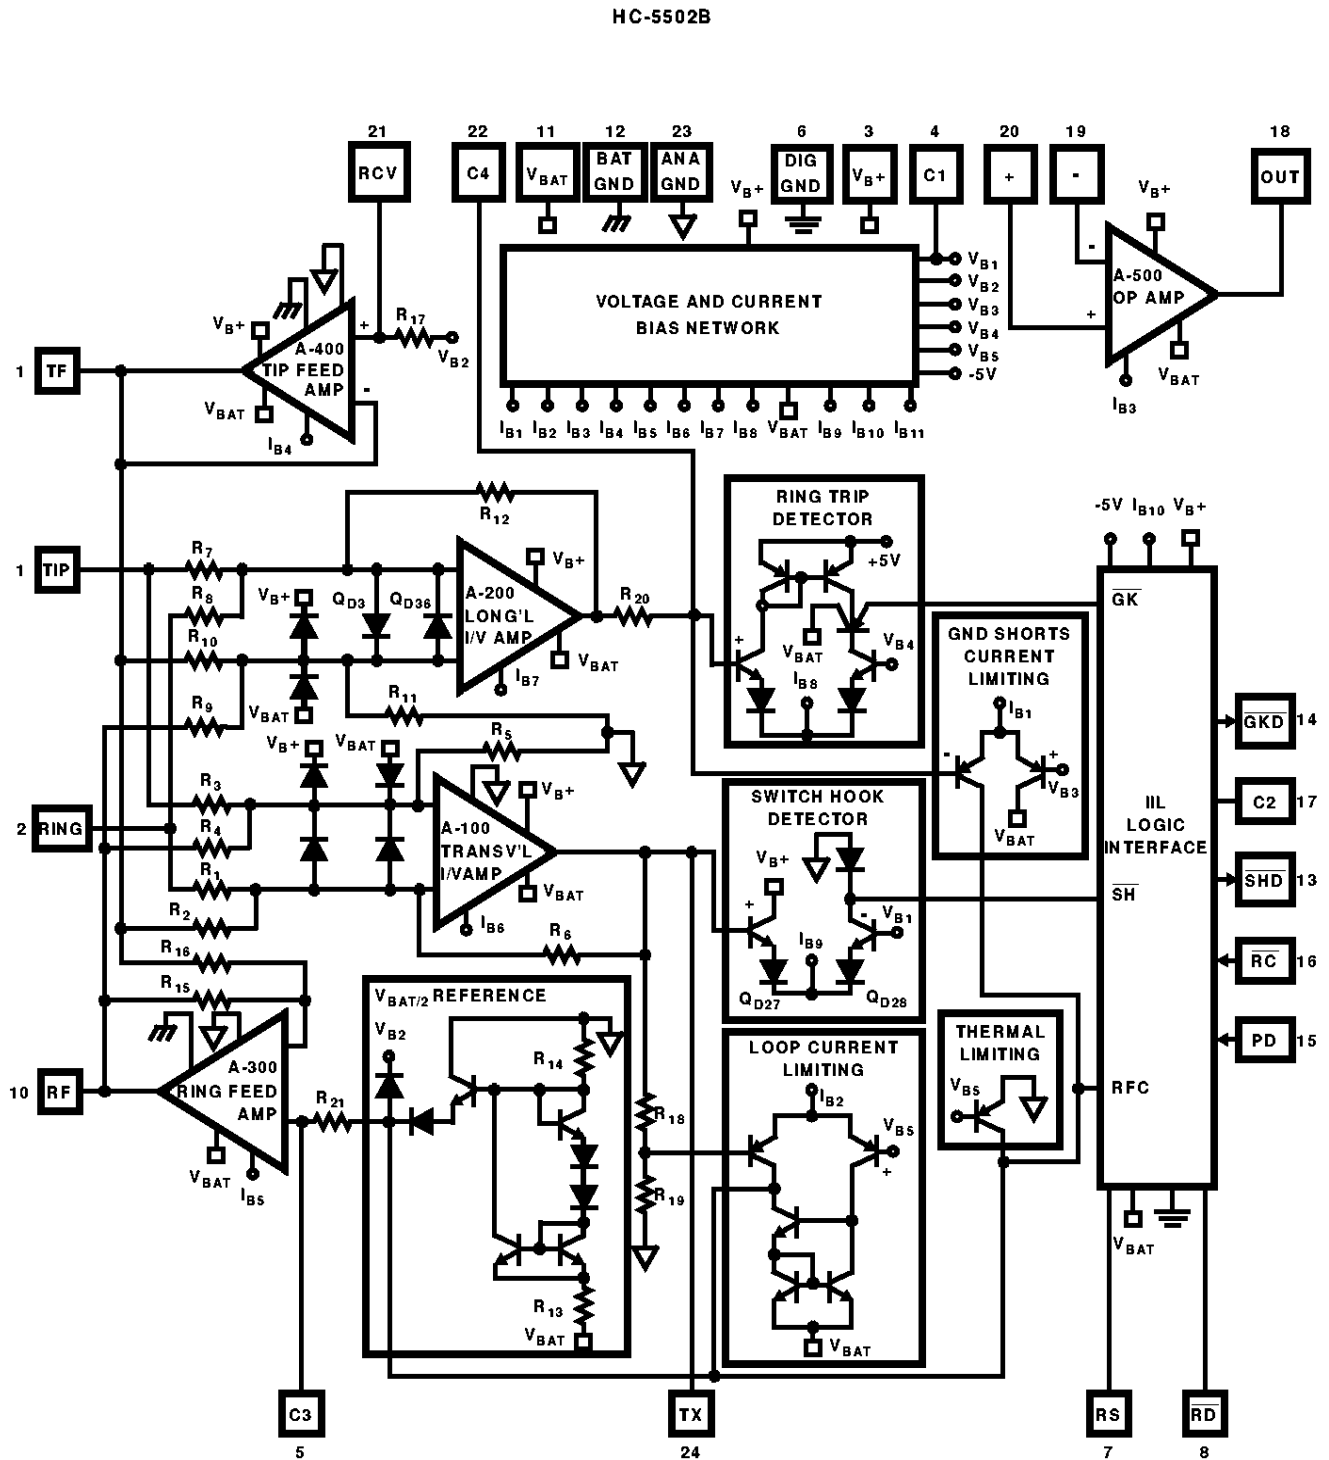 HC-5502B
21 22 11 12 23 6 3 4 20 19 18
RCV
C4
VBAT
BAT GND
ANA GND
DIG GND
VB+
C1
+
-
OUT
VB+
VB+
VOLTAGE AND CURRENT
BIAS NETWORK
VB1
VB2
VB3
VB4
VB5
-5V
IB1 IB2 IB3 IB4 IB5 IB6 IB7 IB8 VBAT IB9 IB10 IB11
-
+
A-500
OP AMP
VBAT
IB3
R17
VB2
+
-
VB+
A-400
TIP FEED
AMP
VBAT
IB4
1 TF
1 TIP
R12
R7
R8
R10
R9
VB+
VBAT
QD3
QD36
VB+
A-200
LONG'L
I/V AMP
VBAT
IB7
R20
R11
R5
VB+
VBAT
2 RING
R3
R4
R1
R2
R16
R15
A-100
TRANSV'L
I/VAMP
VB+
VBAT
IB6
R6
RING TRIP
DETECTOR
+5V
+
VBAT
IB8
VB4
GND SHORTS
CURRENT
LIMITING
IB1
-
+
VB3
VBAT
SWITCH HOOK
DETECTOR
VB+
+
-
VB1
IB9
QD27
QD28
-5V IB10 VB+
GK
IIL
LOGIC
INTERFACE
SH
RFC
VBAT
GKD 14
C2 17
SHD 13
RC 16
PD 15
10 RF
A-300
RING FEED
AMP
VBAT
IB5
R21
VBAT/2 REFERENCE
VB2
R14
R13
VBAT
R18
R19
LOOP CURRENT
LIMITING
IB2
VB5
+
VBAT
THERMAL
LIMITING
VB5
C3
5
TX
24
RS
7
RD
8